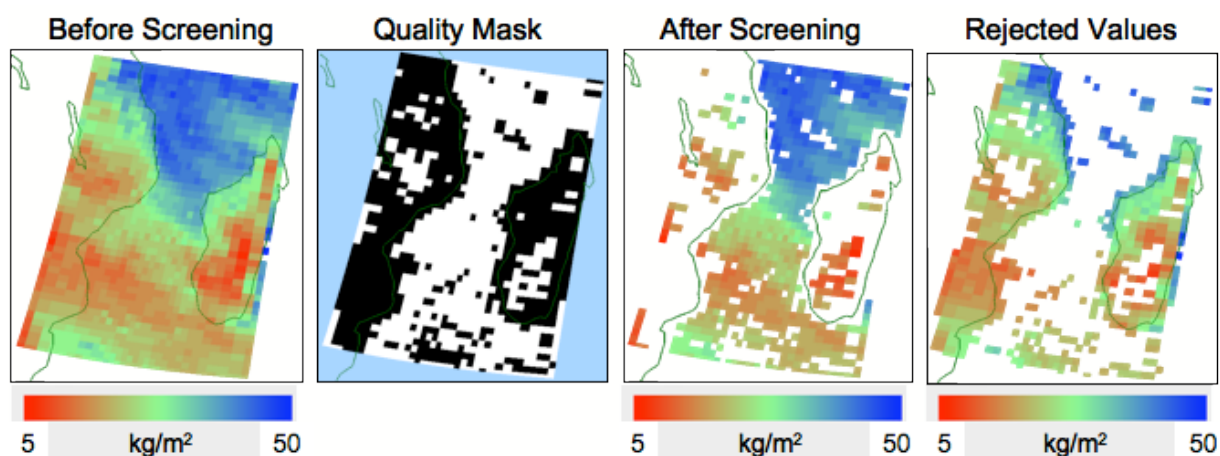 Before Screening
Quality Mask
After Screening
Rejected Values
5 kg/m² 50
5 kg/m² 50
5 kg/m² 50